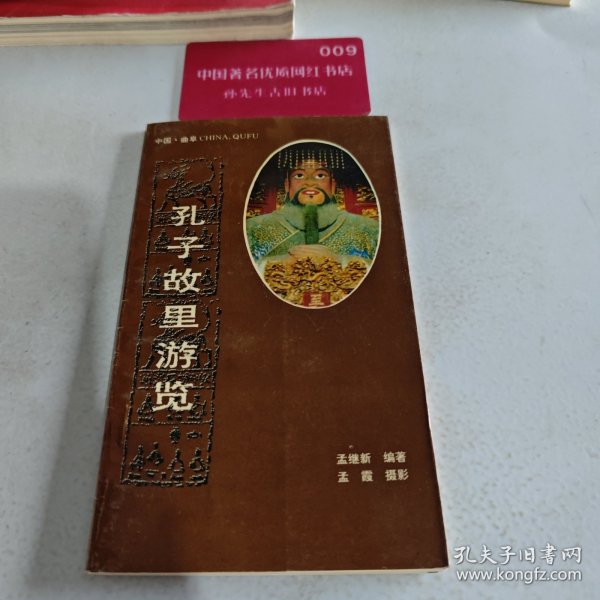 009
中国著名优质网红书店
孙先生古旧书店
中国·曲阜 CHINA, QUFU
孔子故里游览
至
孟继新 编著
孟霞 摄影
孔夫子旧书网
www.kongfz.com